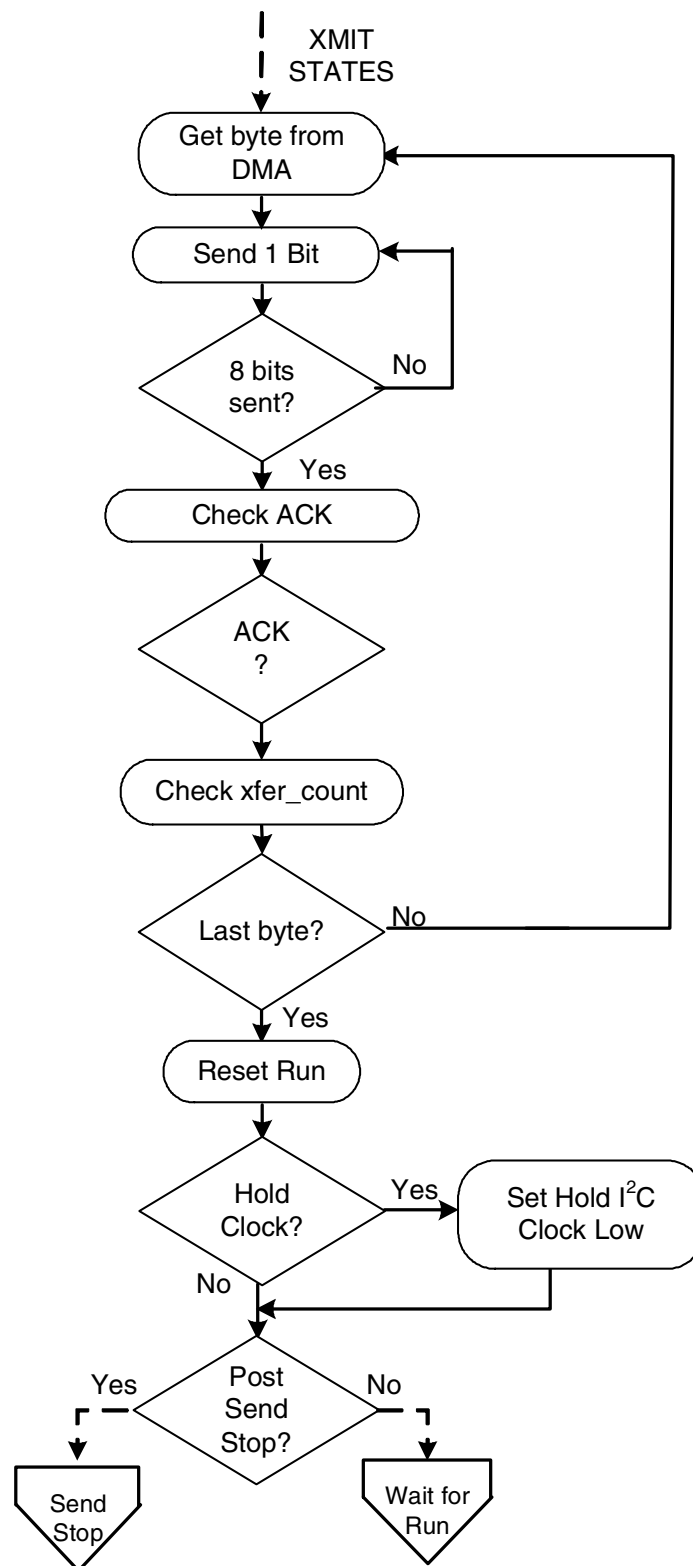 XMIT
STATES
Get byte from
DMA
Send 1 Bit
8 bits
sent?
No
Yes
Check ACK
ACK
?
Check xfer_count
Last byte?
No
Yes
Reset Run
Hold
Clock?
Yes
Set Hold I²C
Clock Low
No
Post
Send
Stop?
Yes
No
Send
Stop
Wait for
Run